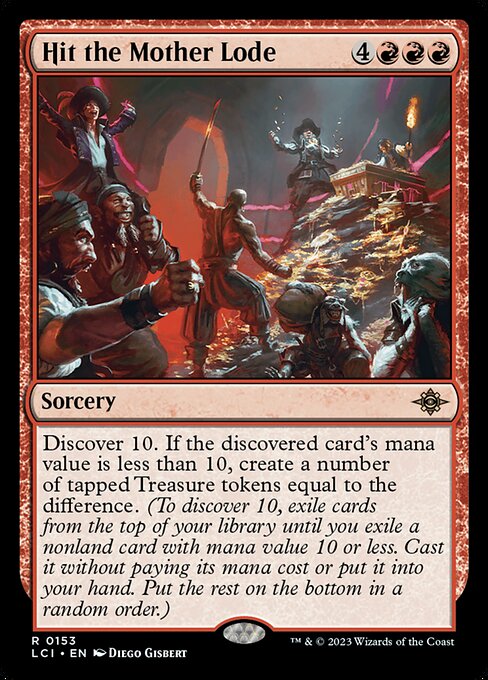 Hit the Mother Lode 4
Sorcery
Discover 10. If the discovered card's mana
value is less than 10, create a number
of tapped Treasure tokens equal to the
difference. (To discover 10, exile cards
from the top of your library until you exile a
nonland card with mana value 10 or less. Cast
it without paying its mana cost or put it into
your hand. Put the rest on the bottom in a
random order.)
R 0153
LCI • EN Diego Gisbert
™ & © 2023 Wizards of the Coast